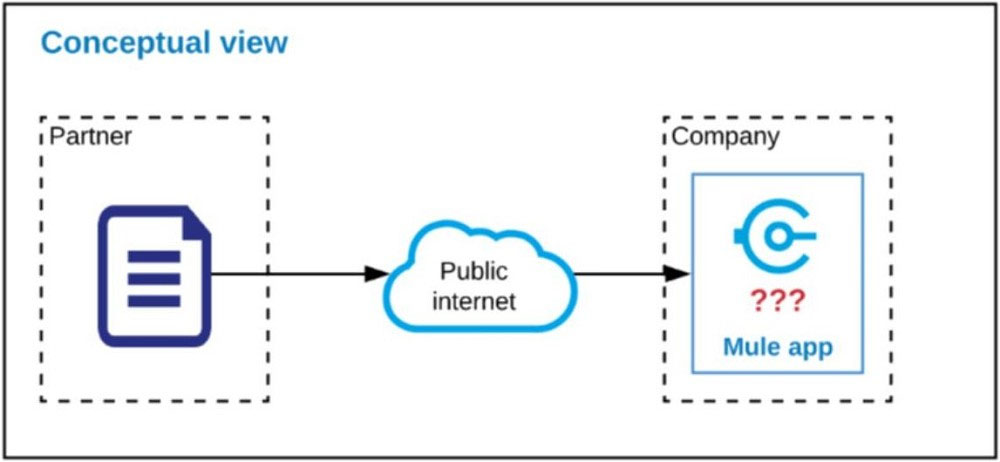 Conceptual view
Partner
Company
Public
internet
???
Mule app